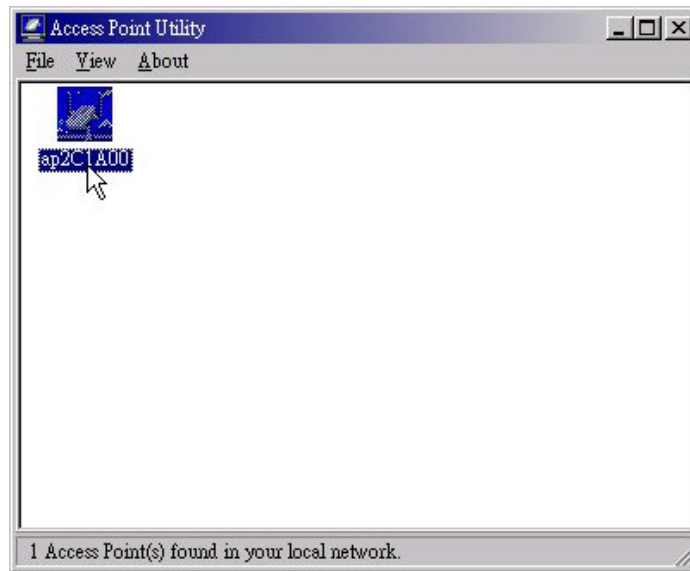 Access Point Utility
File View About
ap2C1A00
1 Access Point(s) found in your local network.